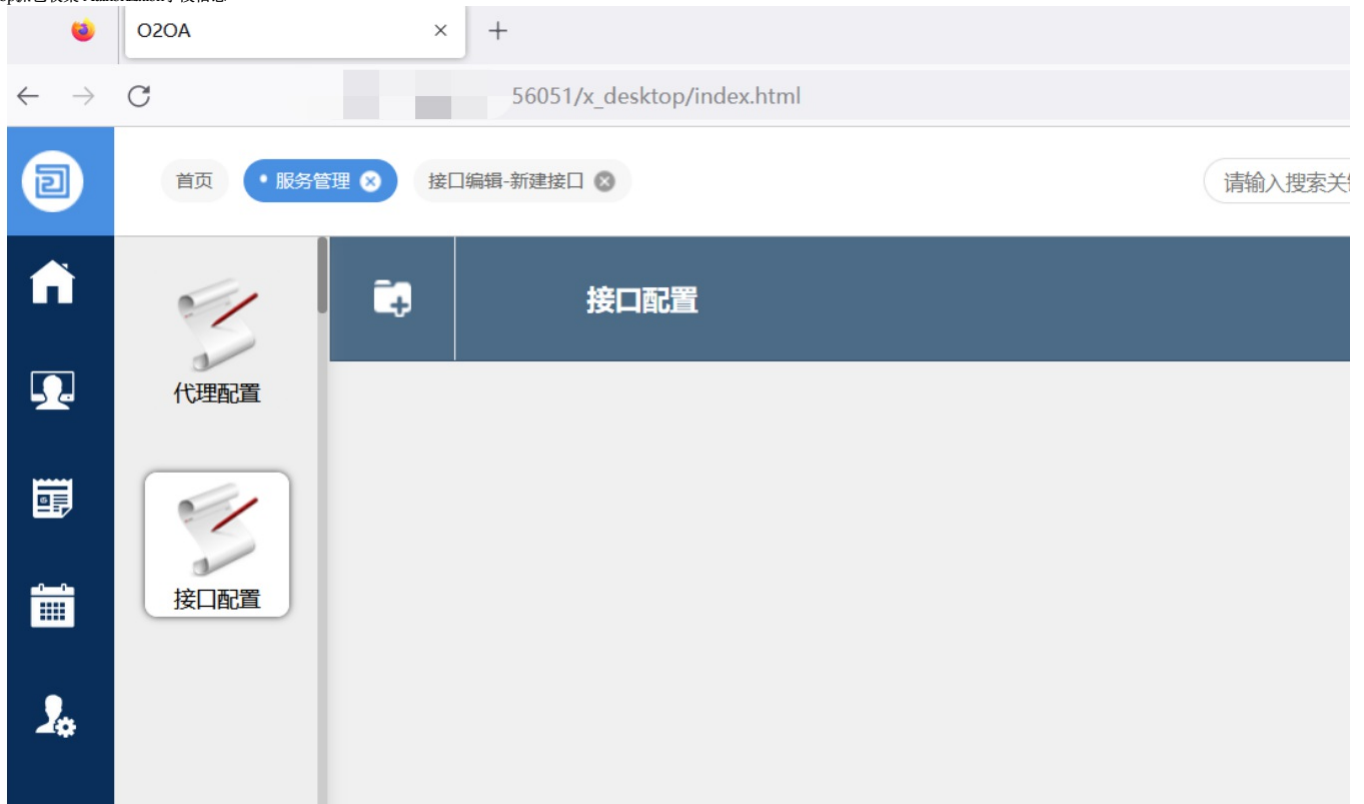 O2OA
56051/x_desktop/index.html
首页
服务管理
接口编辑-新建接口
请输入搜索关
代理配置
接口配置
接口配置